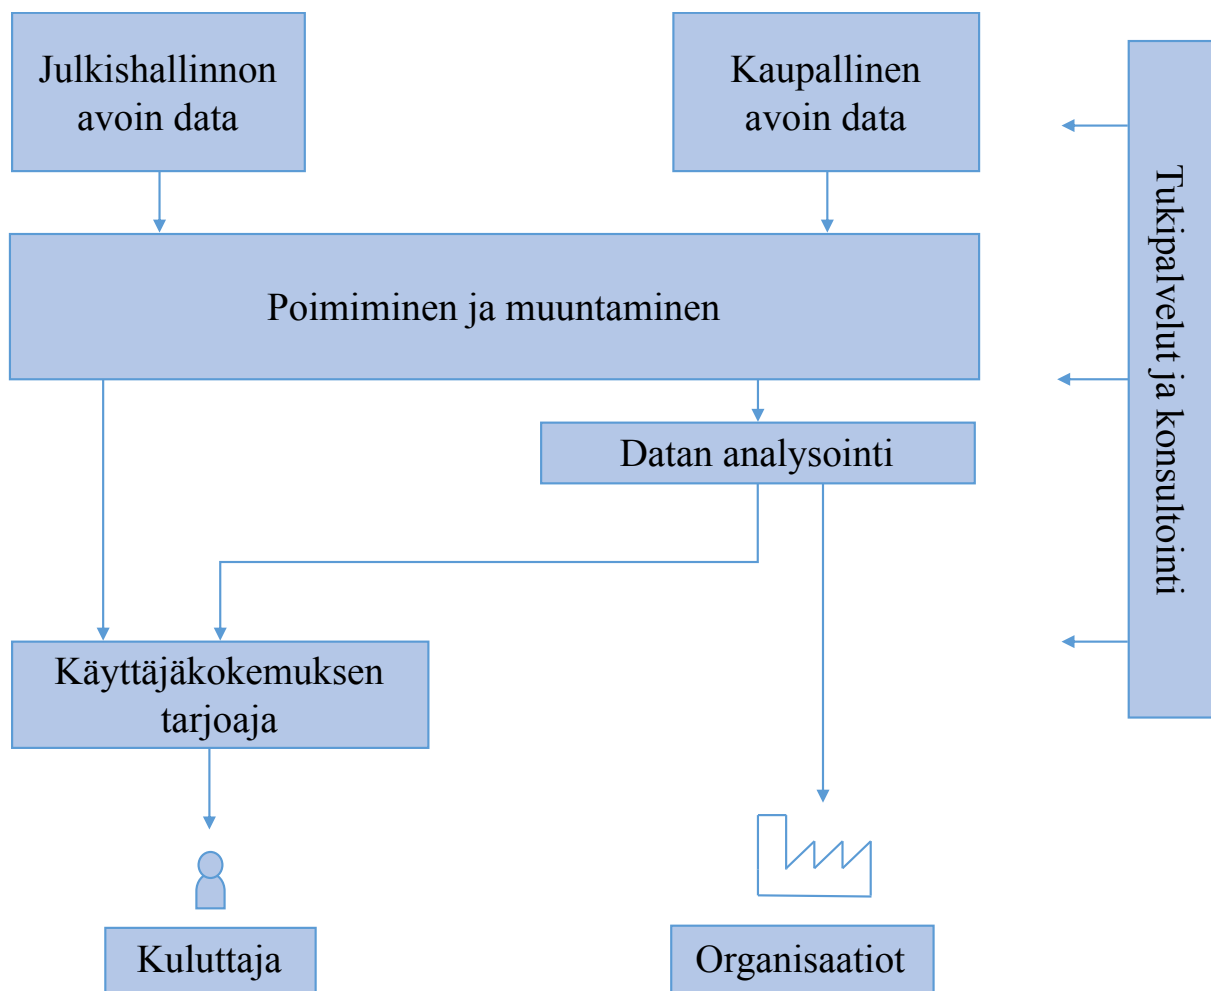 Julkishallinnon
avoin data
Kaupallinen
avoin data
Tukipalvelut ja konsultointi
Poimiminen ja muuntaminen
Datan analysointi
Käyttäjäkokemuksen
tarjoaja
Kuluttaja
Organisaatiot